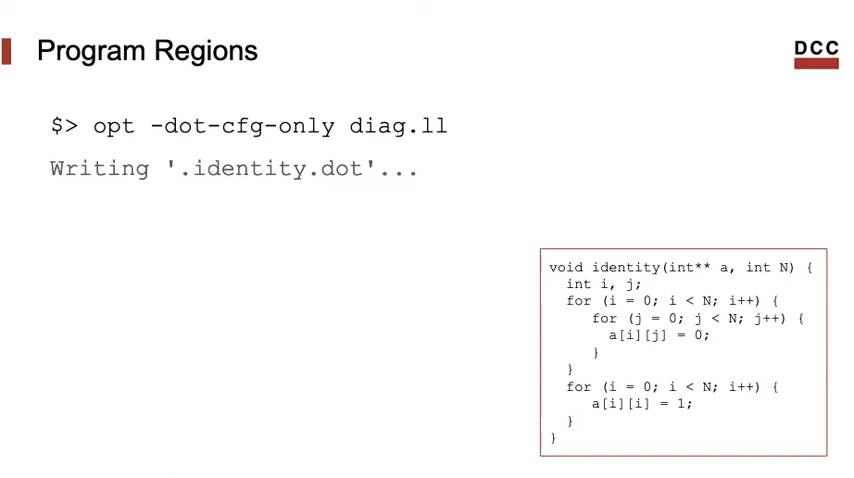 Program Regions
DCC
$> opt -dot-cfg-only diag.ll
Writing '.identity.dot'...
void identity(int** a, int N) {
  int i, j;
  for (i = 0; i < N; i++) {
     for (j = 0; j < N; j++) {
       a[i][j] = 0;
     }
  }
  for (i = 0; i < N; i++) {
     a[i][i] = 1;
  }
}